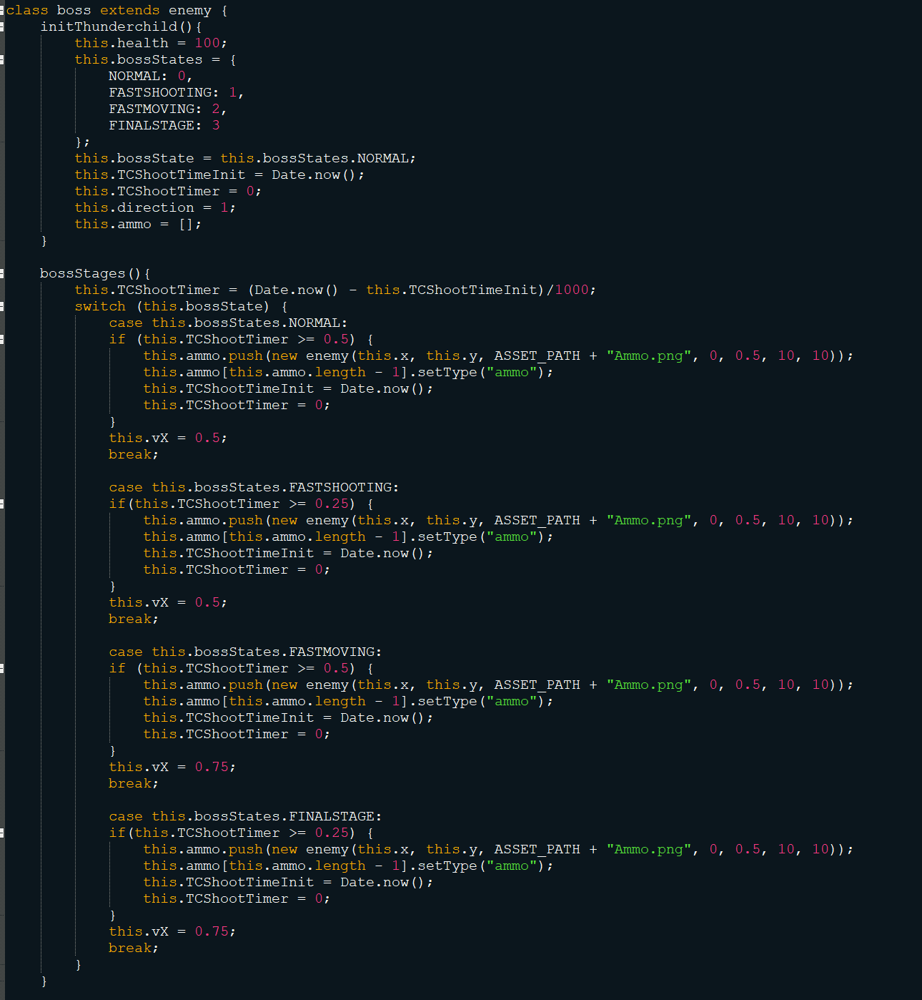 class boss extends enemy {
    initThunderchild(){
        this.health = 100;
        this.bossStates = {
            NORMAL: 0,
            FASTSHOOTING: 1,
            FASTMOVING: 2,
            FINALSTAGE: 3
        };
        this.bossState = this.bossStates.NORMAL;
        this.TCShootTimeInit = Date.now();
        this.TCShootTimer = 0;
        this.direction = 1;
        this.ammo = [];
    }

    bossStages(){
        this.TCShootTimer = (Date.now() - this.TCShootTimeInit)/1000;
        switch (this.bossState) {
            case this.bossStates.NORMAL:
            if (this.TCShootTimer >= 0.5) {
                this.ammo.push(new enemy(this.x, this.y, ASSET_PATH + "Ammo.png", 0, 0.5, 10, 10));
                this.ammo[this.ammo.length - 1].setType("ammo");
                this.TCShootTimeInit = Date.now();
                this.TCShootTimer = 0;
            }
            this.vX = 0.5;
            break;

            case this.bossStates.FASTSHOOTING:
            if(this.TCShootTimer >= 0.25) {
                this.ammo.push(new enemy(this.x, this.y, ASSET_PATH + "Ammo.png", 0, 0.5, 10, 10));
                this.ammo[this.ammo.length - 1].setType("ammo");
                this.TCShootTimeInit = Date.now();
                this.TCShootTimer = 0;
            }
            this.vX = 0.5;
            break;

            case this.bossStates.FASTMOVING:
            if (this.TCShootTimer >= 0.5) {
                this.ammo.push(new enemy(this.x, this.y, ASSET_PATH + "Ammo.png", 0, 0.5, 10, 10));
                this.ammo[this.ammo.length - 1].setType("ammo");
                this.TCShootTimeInit = Date.now();
                this.TCShootTimer = 0;
            }
            this.vX = 0.75;
            break;

            case this.bossStates.FINALSTAGE:
            if(this.TCShootTimer >= 0.25) {
                this.ammo.push(new enemy(this.x, this.y, ASSET_PATH + "Ammo.png", 0, 0.5, 10, 10));
                this.ammo[this.ammo.length - 1].setType("ammo");
                this.TCShootTimeInit = Date.now();
                this.TCShootTimer = 0;
            }
            this.vX = 0.75;
            break;
        }
    }